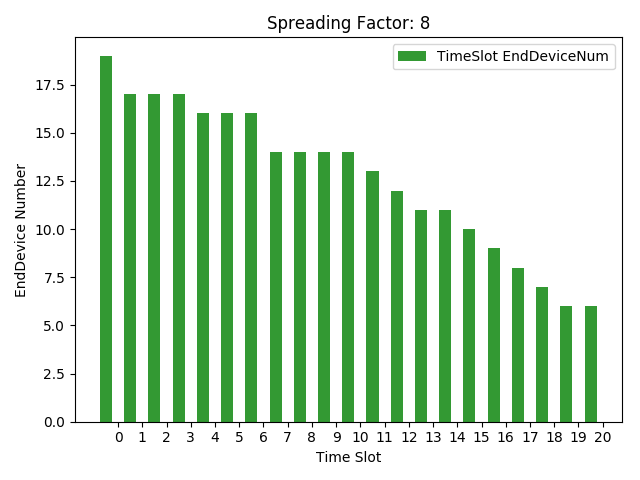 Spreading Factor: 8
TimeSlot EndDeviceNum
17.5
15.0
12.5
10.0
7.5
5.0
2.5
0.0
EndDevice Number
0 1 2 3 4 5 6 7 8 9 10 11 12 13 14 15 16 17 18 19 20
Time Slot